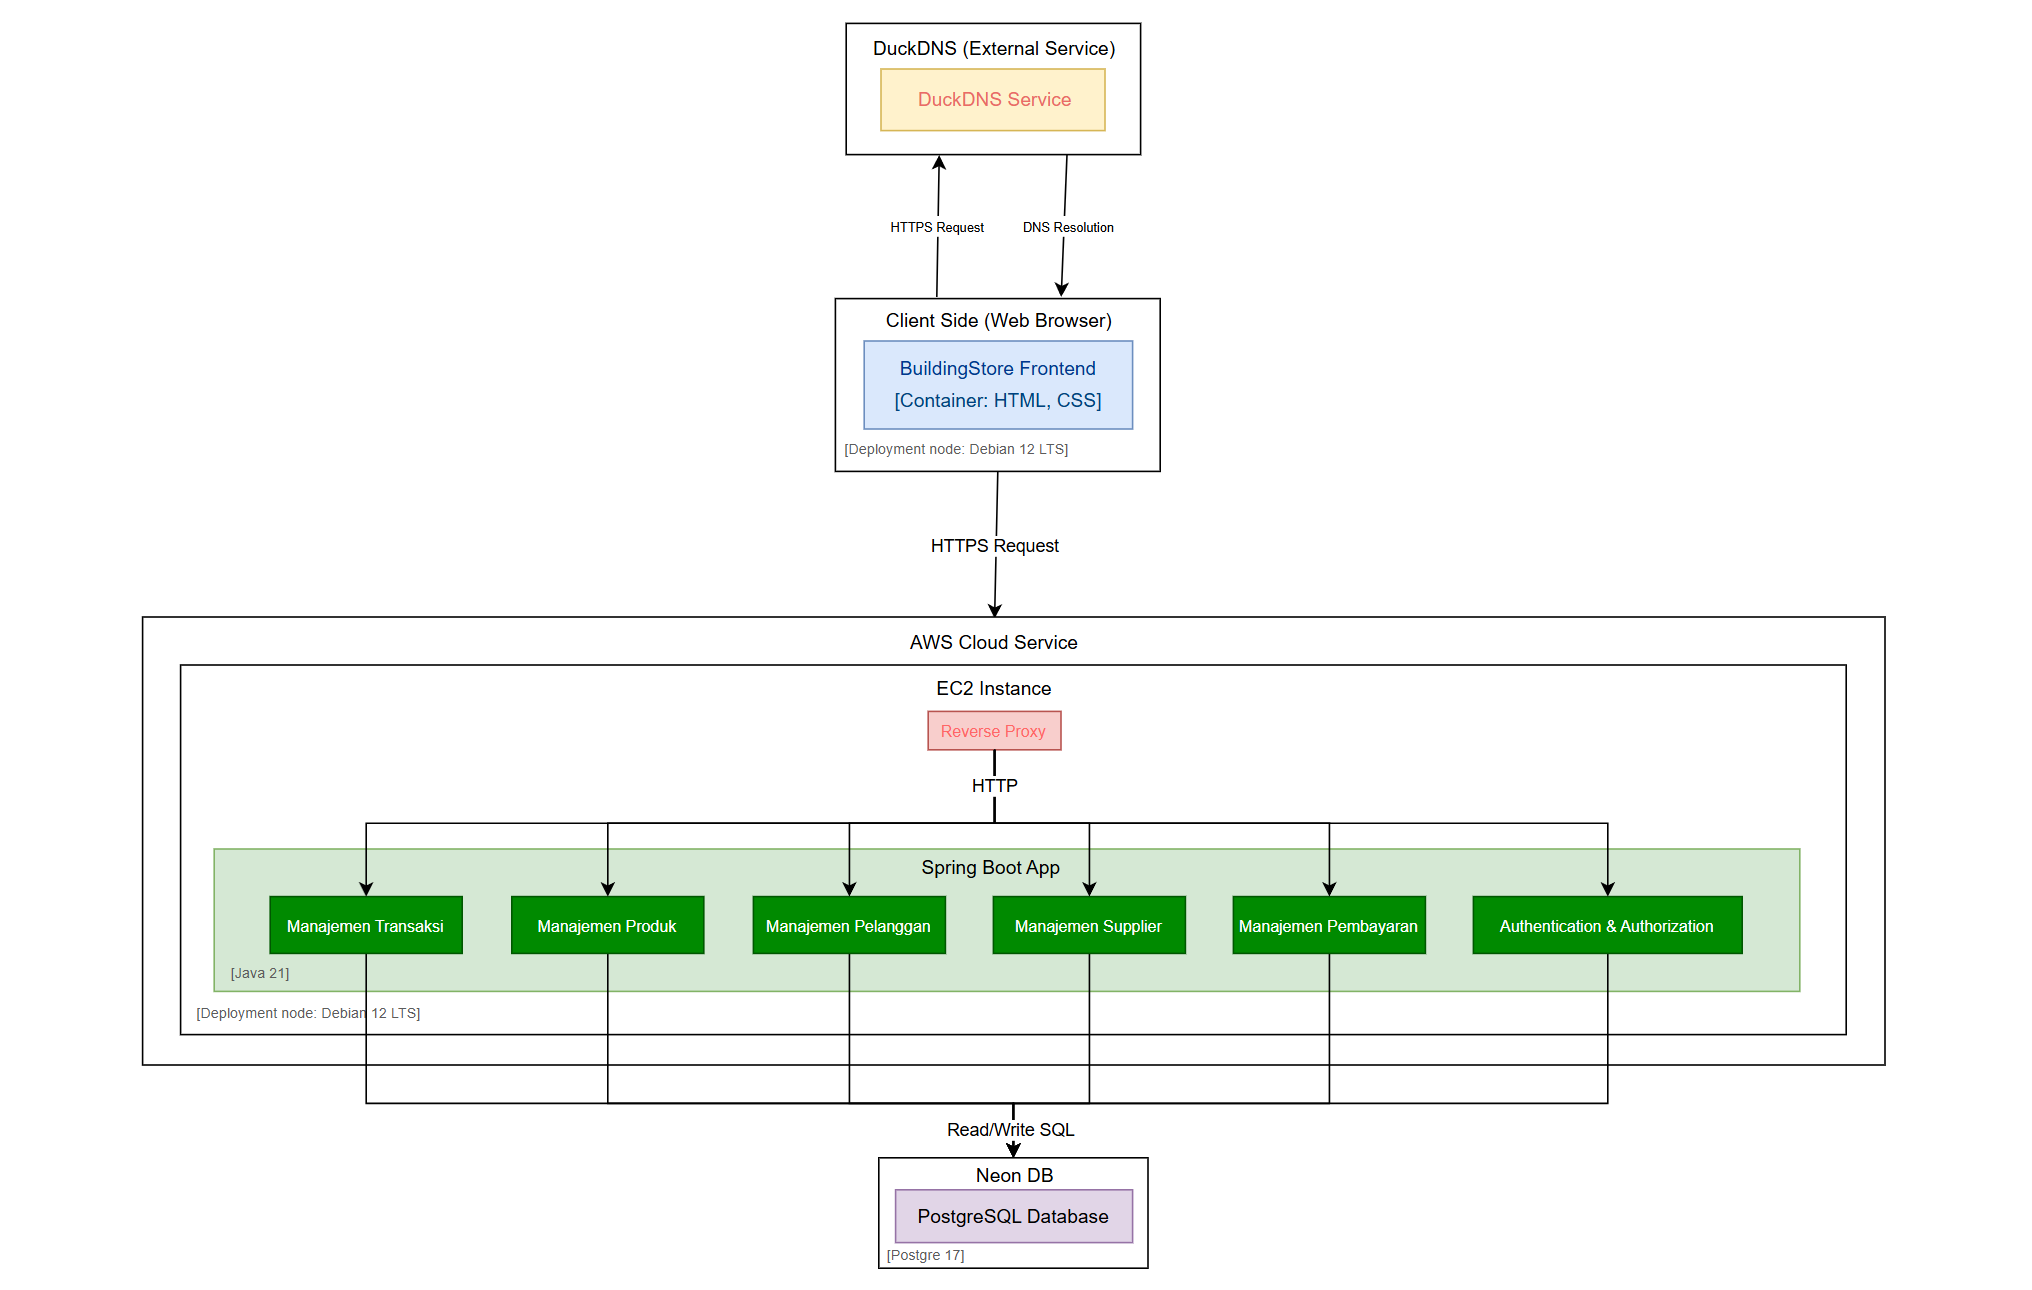 DuckDNS (External Service)
DuckDNS Service
HTTPS Request
DNS Resolution
Client Side (Web Browser)
BuildingStore Frontend
[Container: HTML, CSS]
[Deployment node: Debian 12 LTS]
HTTPS Request
AWS Cloud Service
EC2 Instance
Reverse Proxy
HTTP
Spring Boot App
Manajemen Transaksi
Manajemen Produk
Manajemen Pelanggan
Manajemen Supplier
Manajemen Pembayaran
Authentication & Authorization
[Java 21]
[Deployment node: Debian 12 LTS]
Read/Write SQL
Neon DB
PostgreSQL Database
[Postgre 17]